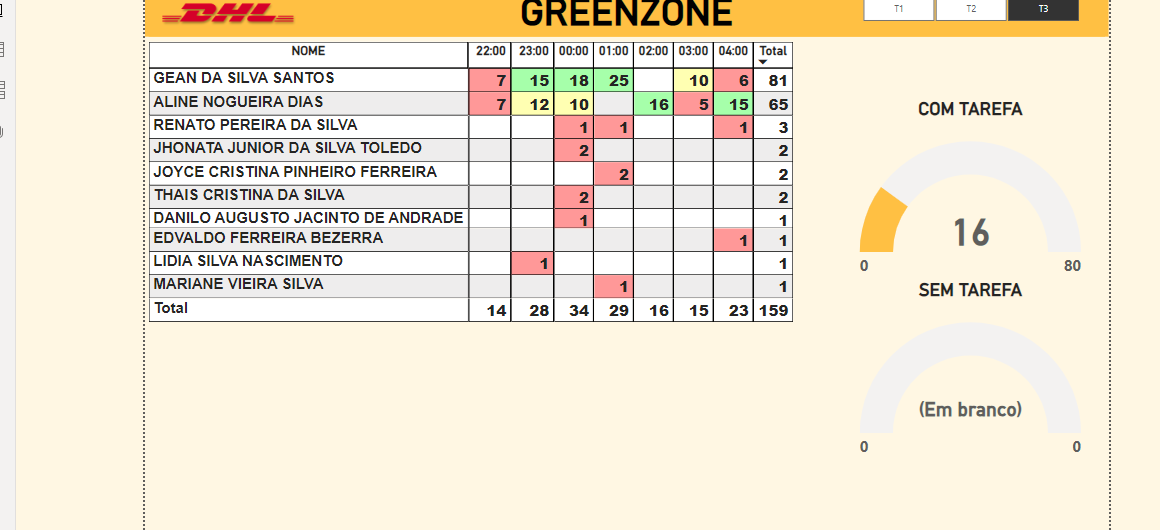 DHL GREENZONE T1 T2 T3
NOME 22:00 23:00 00:00 01:00 02:00 03:00 04:00 Total
GEAN DA SILVA SANTOS 7 15 18 25 10 6 81
ALINE NOGUEIRA DIAS 7 12 10 16 5 15 65
RENATO PEREIRA DA SILVA 1 1 1 3
JHONATA JUNIOR DA SILVA TOLEDO 2 2
JOYCE CRISTINA PINHEIRO FERREIRA 2 2
THAIS CRISTINA DA SILVA 2 2
DANILO AUGUSTO JACINTO DE ANDRADE 1 1
EDVALDO FERREIRA BEZERRA 1 1
LIDIA SILVA NASCIMENTO 1 1
MARIANE VIEIRA SILVA 1 1
Total 14 28 34 29 16 15 23 159
COM TAREFA
16
0 80
SEM TAREFA
(Em branco)
0 0